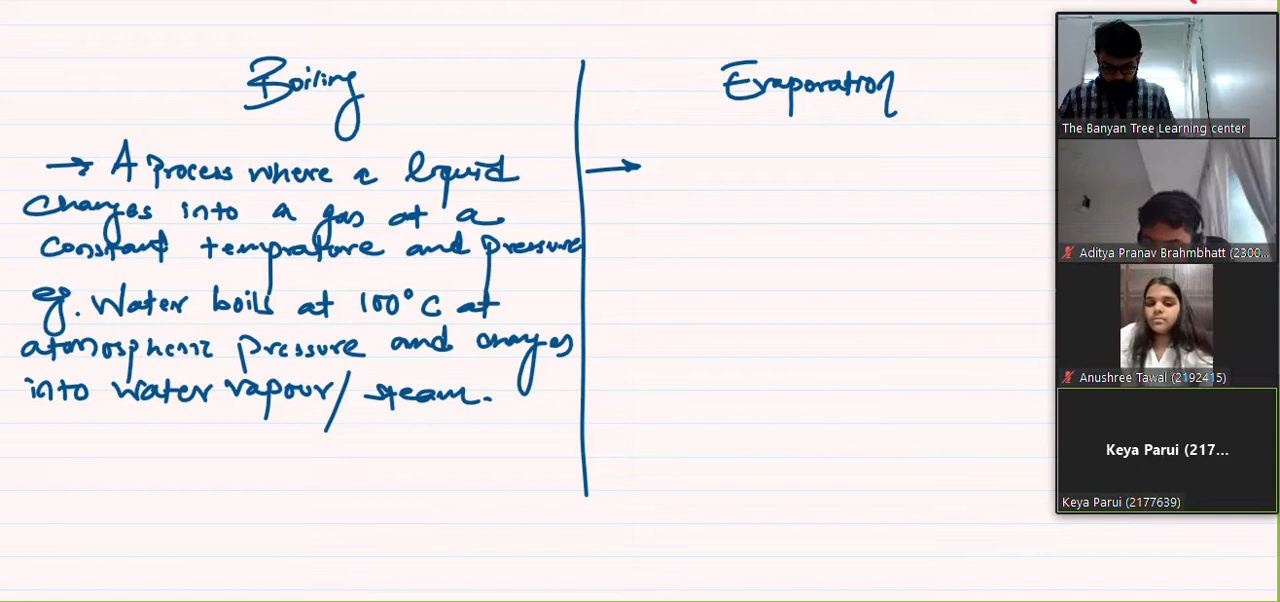 Boiling
Evaporation
→ A process where a liquid
changes into a gas at a
constant temprature and pressure
eg. Water boils at 100°C at
atomospheric pressure and changes
into water vapour/ steam.
→
The Banyan Tree Learning center
Aditya Pranav Brahmbhatt (2300...
Anushree Tawal (2192415)
Keya Parui (217...
Keya Parui (2177639)